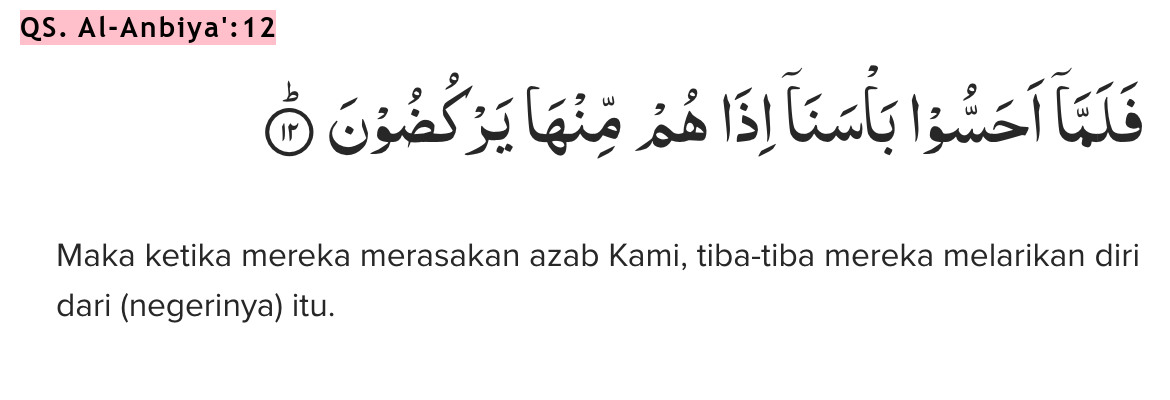 QS. Al-Anbiya':12
فَلَمَّآ اَحَسُّوْا بَأْسَنَآ اِذَا هُمْ مِّنْهَا يَرْكُضُوْنَ ۗ ١٢
Maka ketika mereka merasakan azab Kami, tiba-tiba mereka melarikan diri
dari (negerinya) itu.